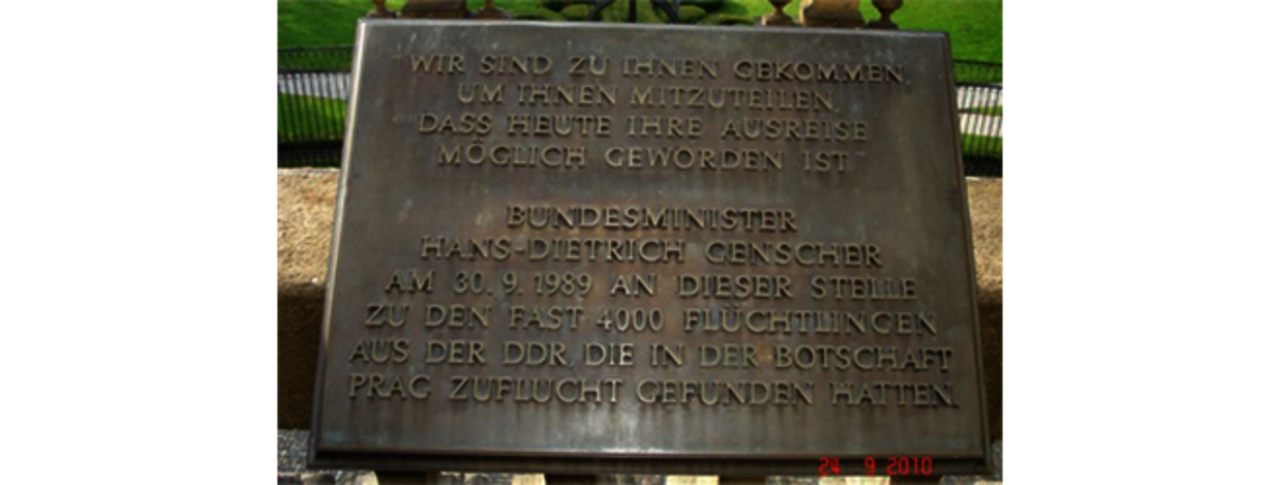 "WIR SIND ZU IHNEN GEKOMMEN,
UM IHNEN MITZUTEILEN,
DASS HEUTE IHRE AUSREISE
MÖGLICH GEWORDEN IST."
BUNDESMINISTER
HANS-DIETRICH GENSCHER
AM 30. 9. 1989 AN DIESER STELLE
ZU DEN FAST 4000 FLÜCHTLINGEN
AUS DER DDR, DIE IN DER BOTSCHAFT
PRAG ZUFLUCHT GEFUNDEN HATTEN.
24 9 2010